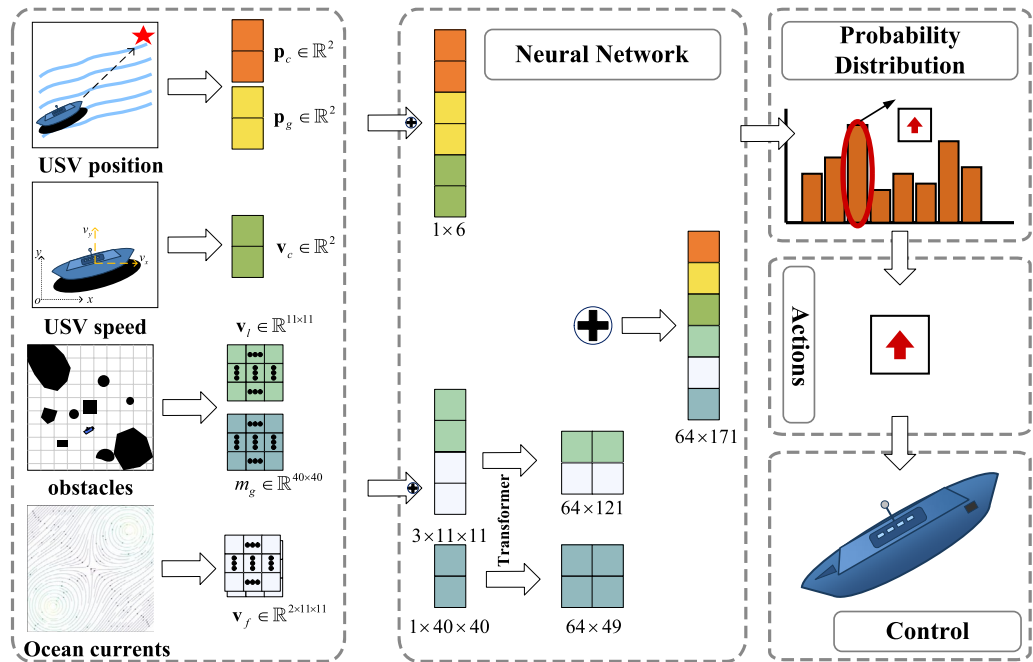 p_c ∈ ℝ^2
p_g ∈ ℝ^2
USV position
v_y
v_x
y
o
x
v_c ∈ ℝ^2
USV speed
v_l ∈ ℝ^{11×11}
obstacles
m_g ∈ ℝ^{40×40}
v_f ∈ ℝ^{2×11×11}
Ocean currents
Neural Network
1×6
64×171
3×11×11
Transformer
64×121
1×40×40
64×49
Probability
Distribution
Actions
Control